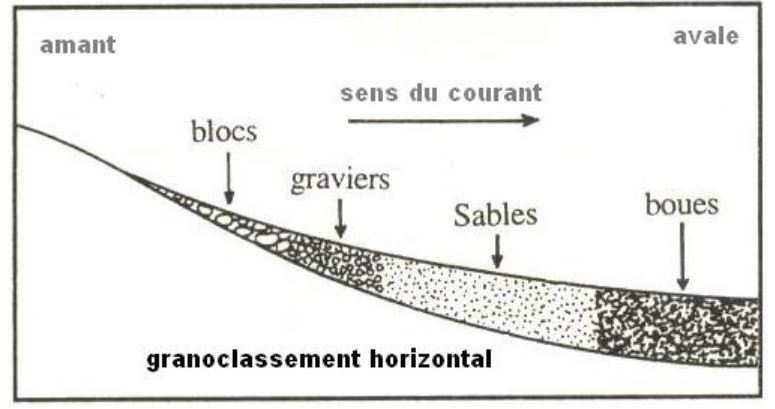 amant
avale
sens du courant
blocs
graviers
Sables
boues
granoclassement horizontal